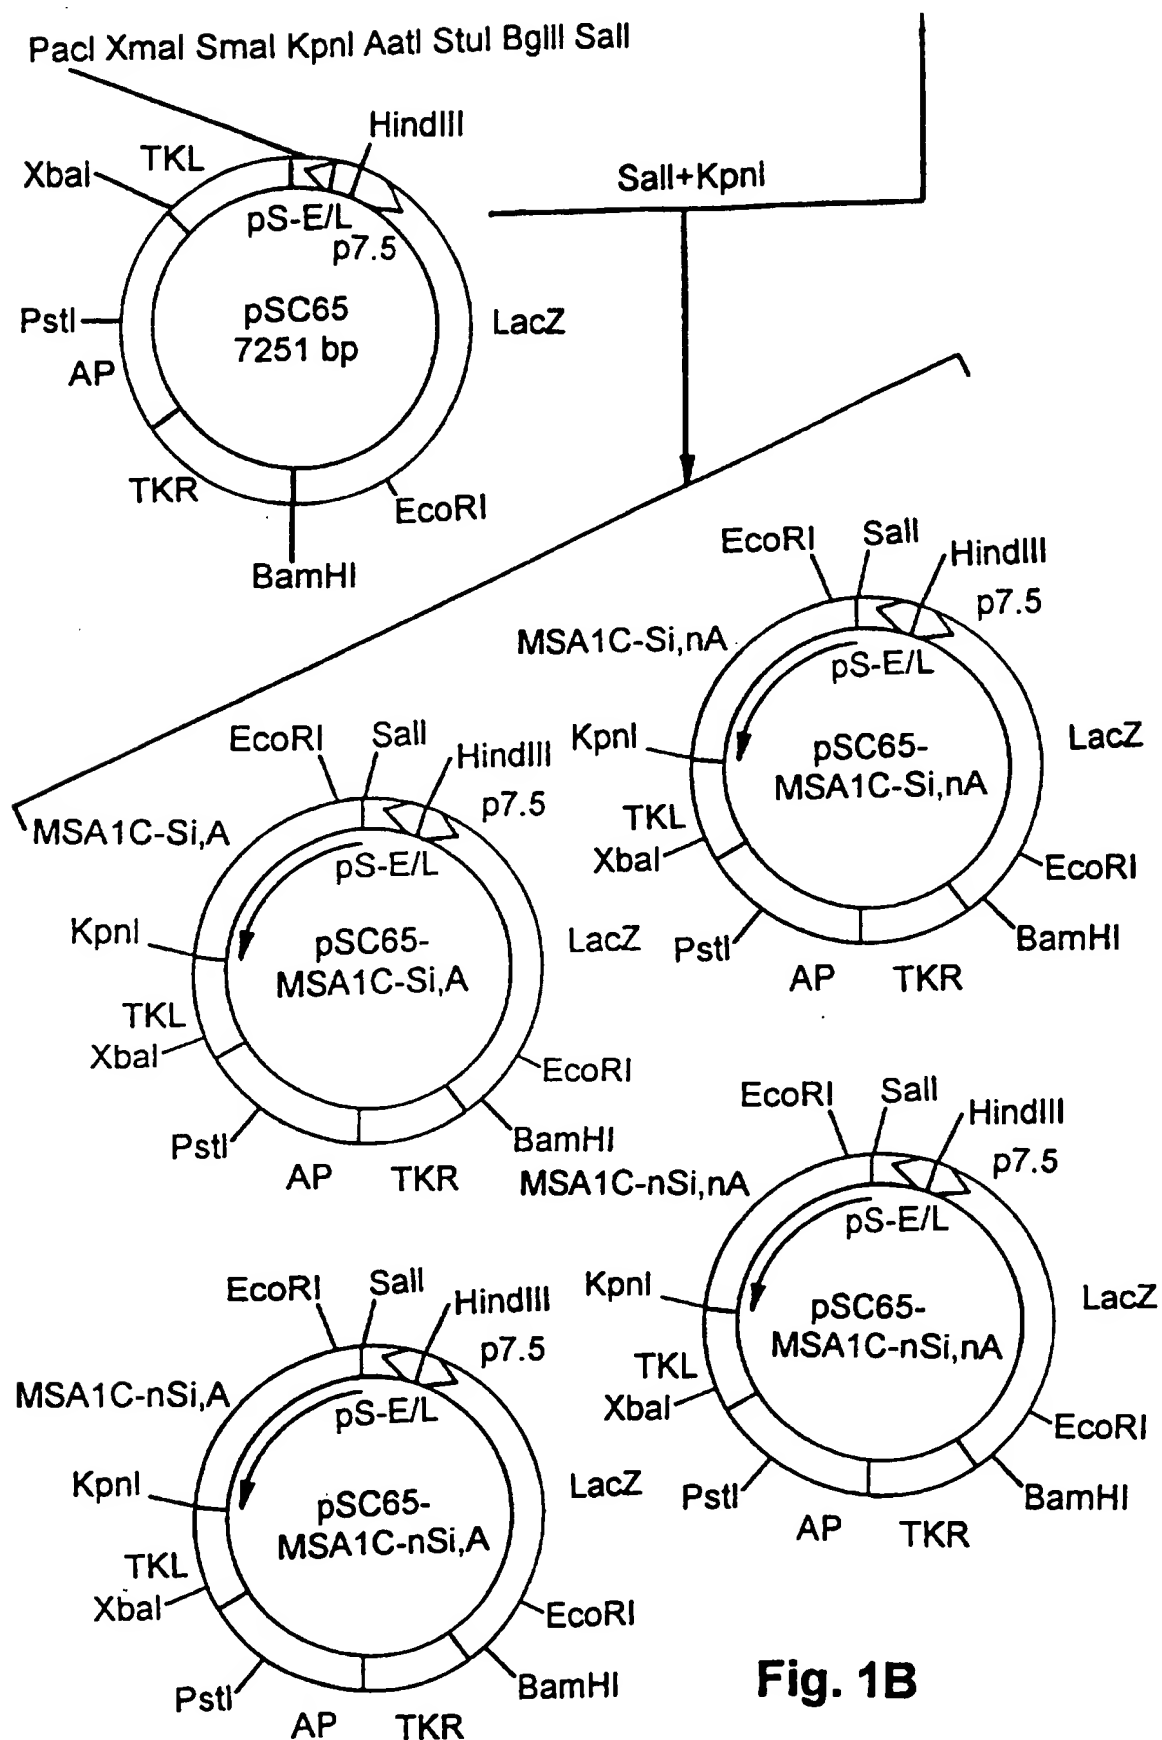 PacI XmaI SmaI KpnI AatI StuI BglII SalI
HindIII
TKL
XbaI
SalI+KpnI
pS-E/L
p7.5
PstI
pSC65
7251 bp
LacZ
AP
TKR
EcoRI
BamHI
EcoRI
SalI
HindIII
p7.5
MSA1C-Si,nA
pS-E/L
KpnI
pSC65-
MSA1C-Si,nA
LacZ
TKL
XbaI
EcoRI
PstI
BamHI
AP
TKR
EcoRI
SalI
HindIII
p7.5
MSA1C-Si,A
pS-E/L
KpnI
pSC65-
MSA1C-Si,A
LacZ
TKL
XbaI
EcoRI
PstI
BamHI
AP
TKR
EcoRI
SalI
HindIII
p7.5
MSA1C-nSi,nA
pS-E/L
KpnI
pSC65-
MSA1C-nSi,nA
LacZ
TKL
XbaI
EcoRI
PstI
BamHI
AP
TKR
EcoRI
SalI
HindIII
p7.5
MSA1C-nSi,A
pS-E/L
KpnI
pSC65-
MSA1C-nSi,A
LacZ
TKL
XbaI
EcoRI
PstI
BamHI
AP
TKR
Fig. 1B